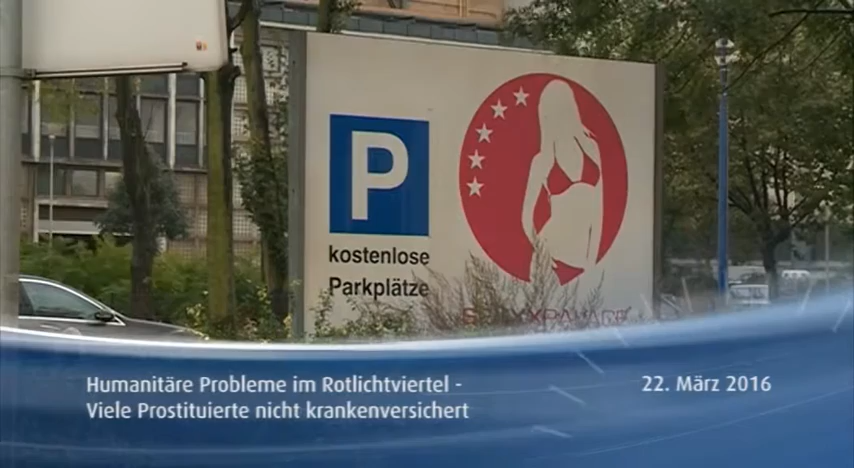 P
kostenlose
Parkplätze
Humanitäre Probleme im Rotlichtviertel -
Viele Prostituierte nicht krankenversichert
22. März 2016